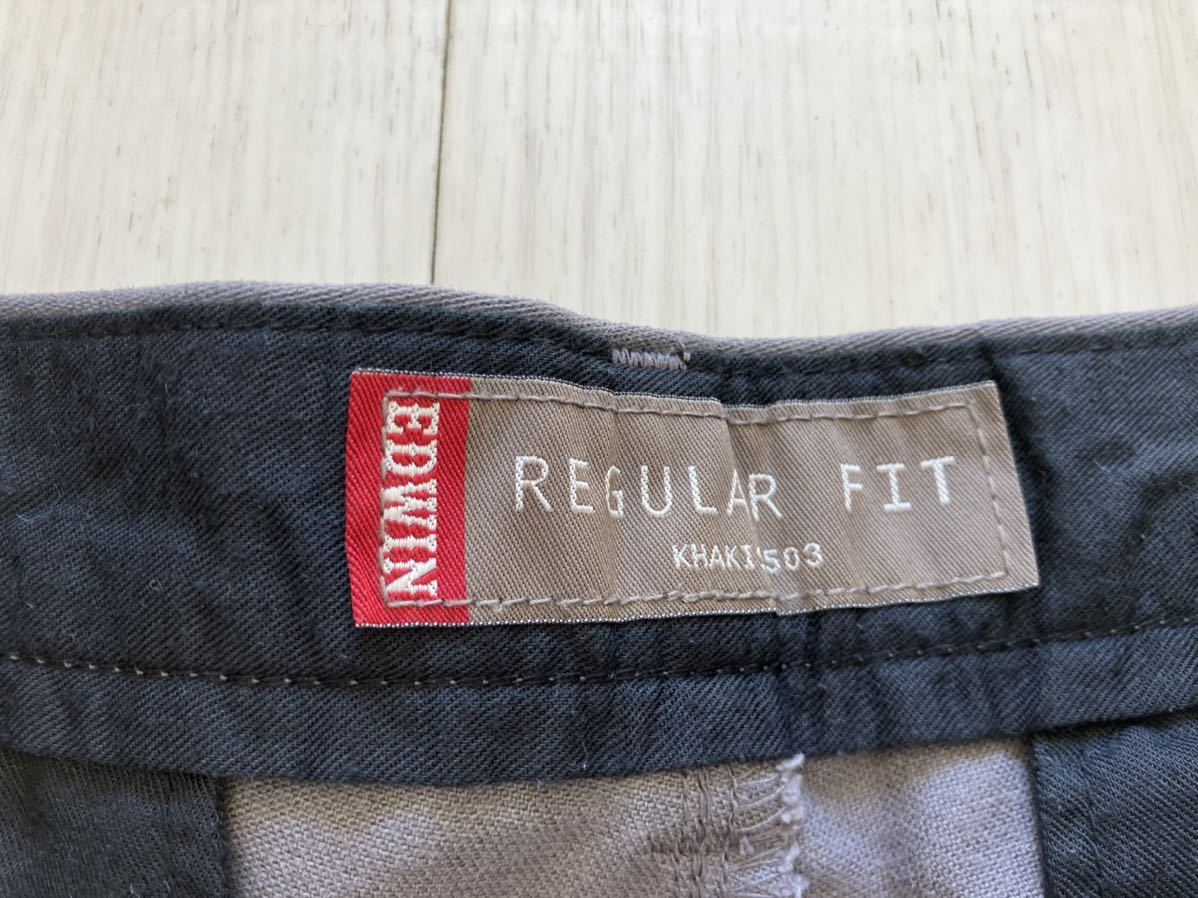 EDWIN
REGULAR FIT
KHAKI'503